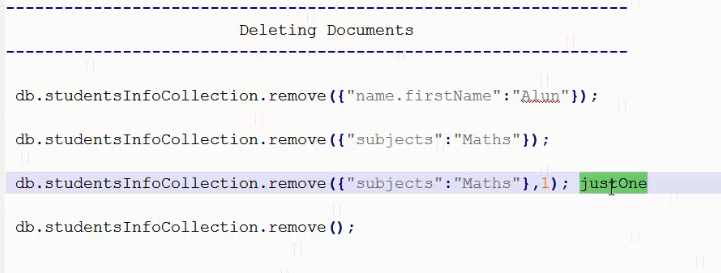 Deleting Documents
db.studentsInfoCollection.remove({"name.firstName":"Alun"});
db.studentsInfoCollection.remove({"subjects":"Maths"});
db.studentsInfoCollection.remove({"subjects":"Maths"},1); justOne
db.studentsInfoCollection.remove();